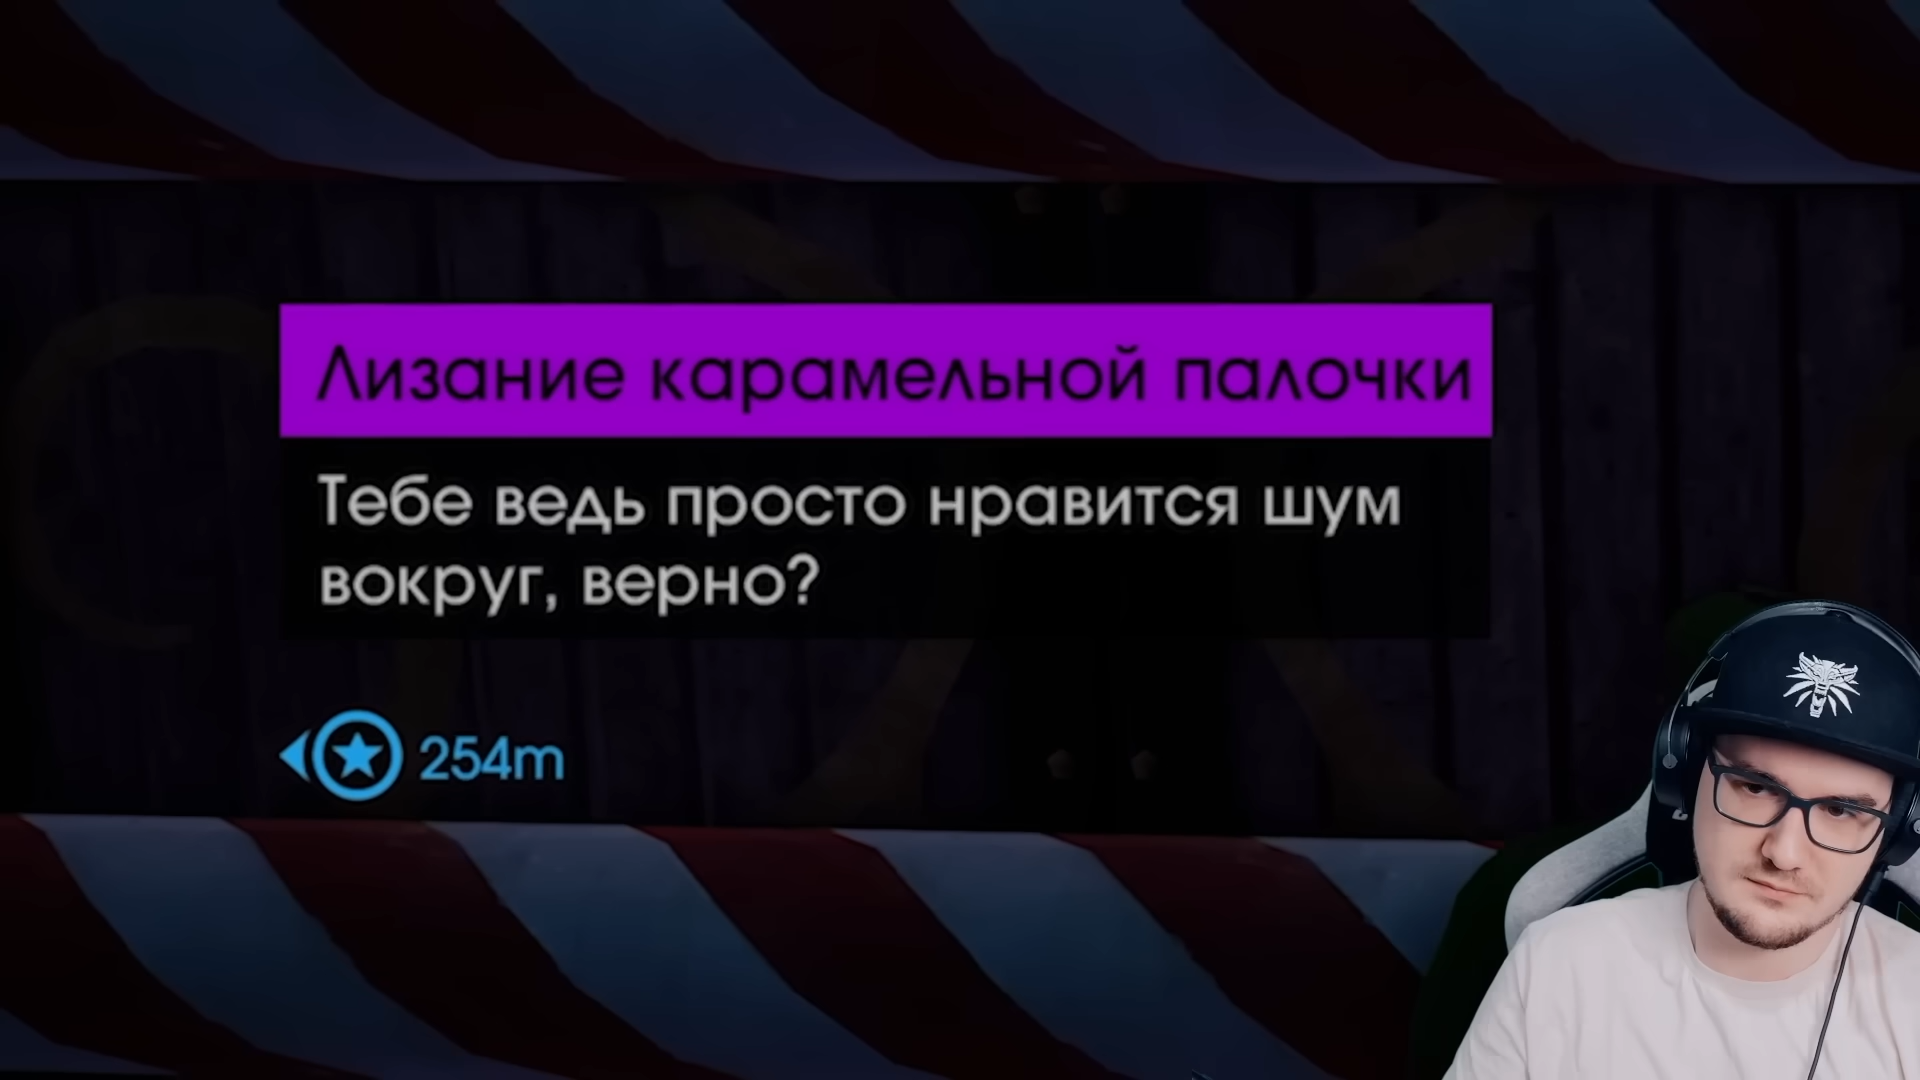 Лизание карамельной палочки
Тебе ведь просто нравится шум
вокруг, верно?
254m